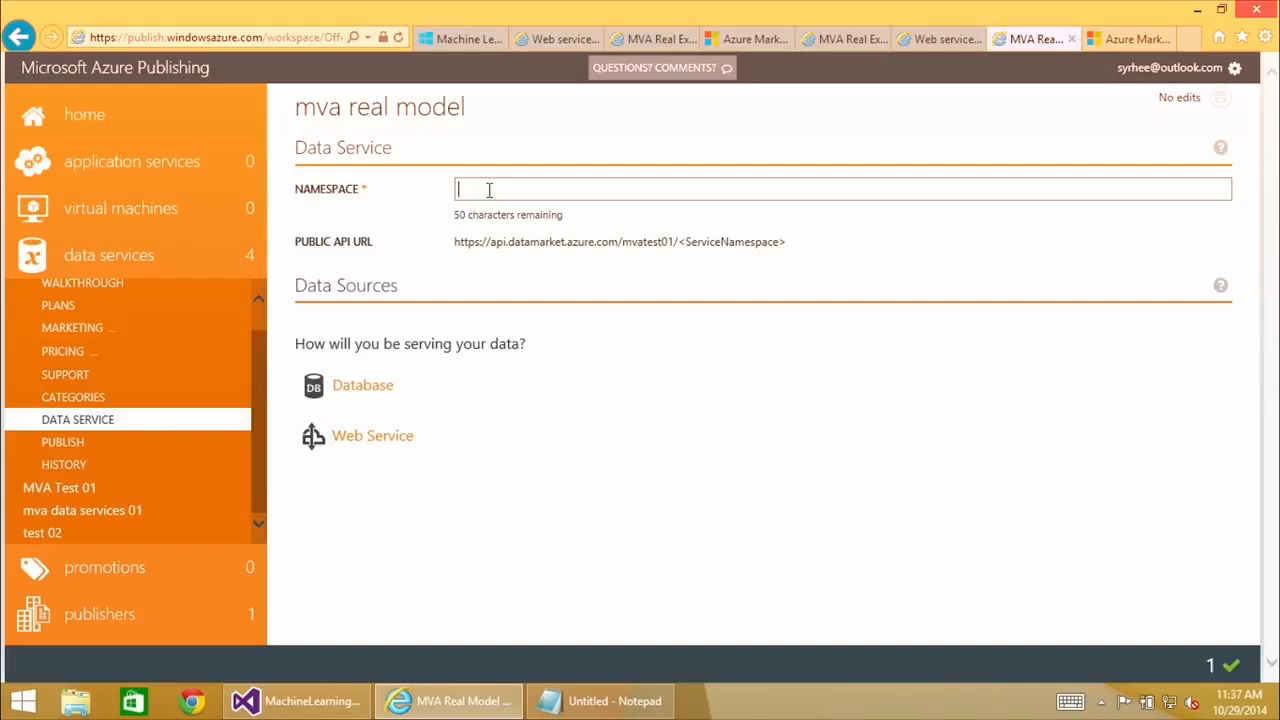 https://publish.windowsazure.com/workspace/Off
Machine Le...
Web service...
MVA Real Ex...
Azure Mark...
MVA Real Ex...
Web service...
MVA Rea...
Azure Mark...
Microsoft Azure Publishing
QUESTIONS? COMMENTS?
syrhee@outlook.com
home
application services 0
virtual machines 0
data services 4
WALKTHROUGH
PLANS
MARKETING ...
PRICING ...
SUPPORT
CATEGORIES
DATA SERVICE
PUBLISH
HISTORY
MVA Test 01
mva data services 01
test 02
promotions 0
publishers 1
mva real model
No edits
Data Service
?
NAMESPACE *
50 characters remaining
PUBLIC API URL https://api.datamarket.azure.com/mvatest01/<ServiceNamespace>
Data Sources
?
How will you be serving your data?
DB Database
Web Service
1
MachineLearning...
MVA Real Model ...
Untitled - Notepad
11:37 AM
10/29/2014